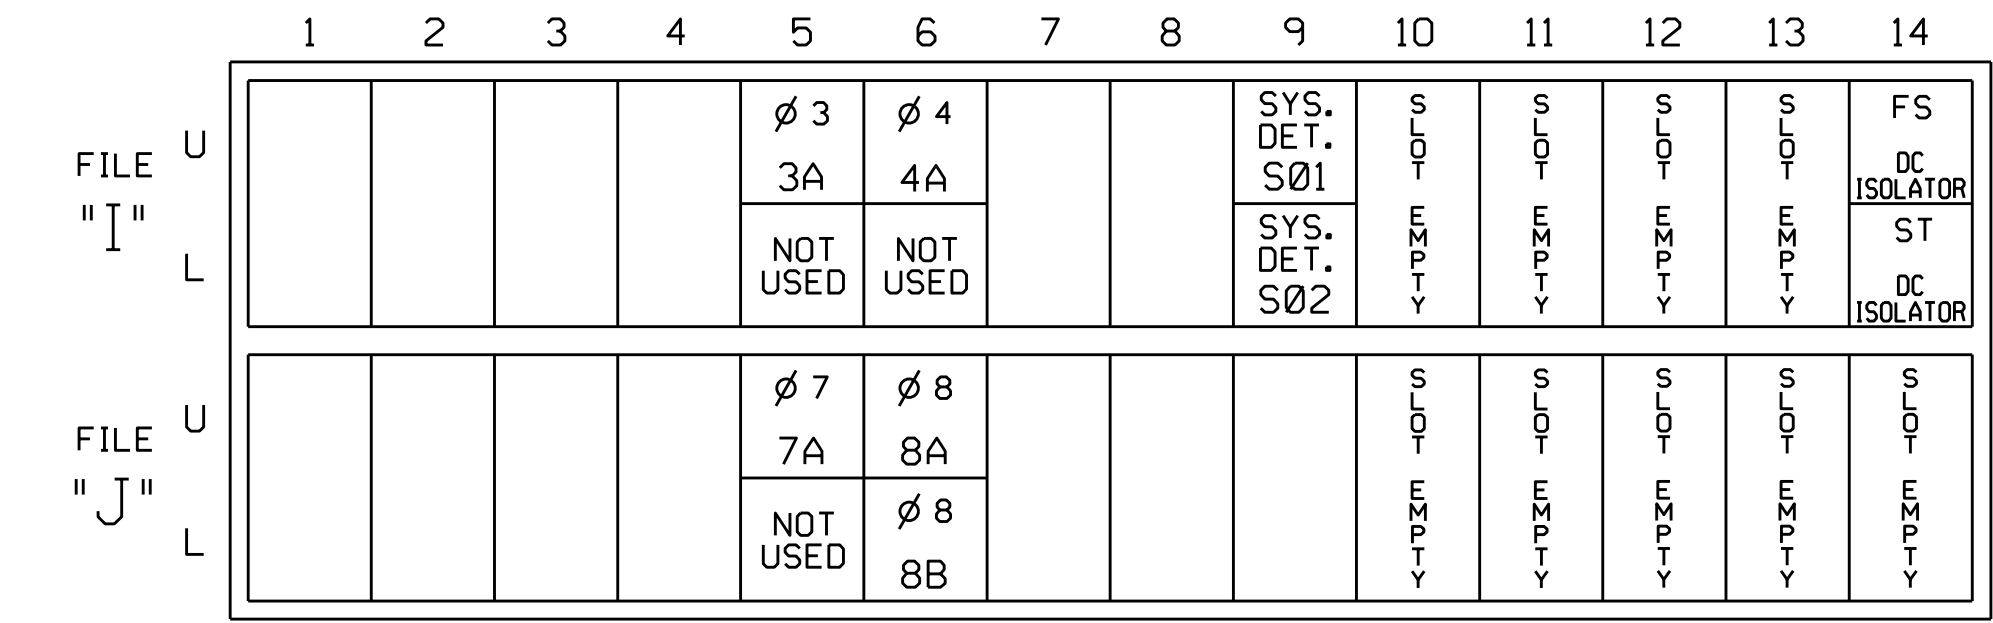 1 2 3 4 5 6 7 8 9 10 11 12 13 14
FILE
"I"
U
L
Ø 3
3A
NOT
USED
Ø 4
4A
NOT
USED
SYS.
DET.
SØ1
SYS.
DET.
SØ2
SLOT EMPTY
SLOT EMPTY
SLOT EMPTY
SLOT EMPTY
FS
DC
ISOLATOR
ST
DC
ISOLATOR
FILE
"J"
U
L
Ø 7
7A
NOT
USED
Ø 8
8A
Ø 8
8B
SLOT EMPTY
SLOT EMPTY
SLOT EMPTY
SLOT EMPTY
SLOT EMPTY